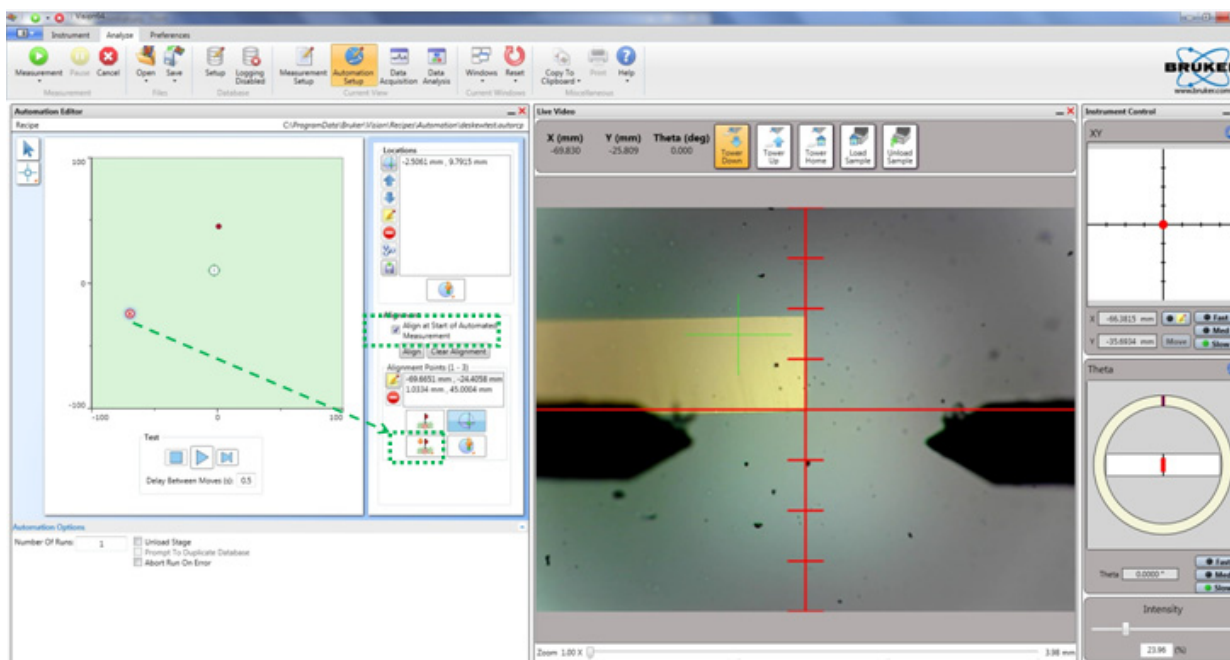 Vision64
Instrument Analyze Preferences
Measurement Pause Cancel Open Save Setup Logging Disabled Measurement Setup Automation Setup Data Acquisition Data Analysis Windows Reset Copy To Clipboard Print Help
Measurement Files Database Current View Current Windows Miscellaneous
BRUKER
www.bruker.com
Automation Editor
Recipe C:\ProgramData\Bruker\Vision\Recipes\Automation\deskewtest.autorcp
100
0
-100
-100 0 100
Test
Delay Between Moves (s): 0.5
Locations
-2.5061 mm , 9.7915 mm
Alignment
Align at Start of Automated
Measurement
Align Clear Alignment
Alignment Points (1 - 3)
-69.6651 mm , -24.4058 mm
1.0334 mm , 45.0004 mm
Automation Options
Number Of Runs: 1
Unload Stage
Prompt To Duplicate Database
Abort Run On Error
Live Video
X (mm) Y (mm) Theta (deg)
-69.830 -25.809 0.000
Tower Down
Tower Up
Tower Home
Load Sample
Unload Sample
Zoom 1.00 X 3.98 mm
Instrument Control
XY
X -66.3815 mm
Y -35.6934 mm Move
Fast
Med
Slow
Theta
Theta 0.0000 °
Fast
Med
Slow
Intensity
23.96 (%)